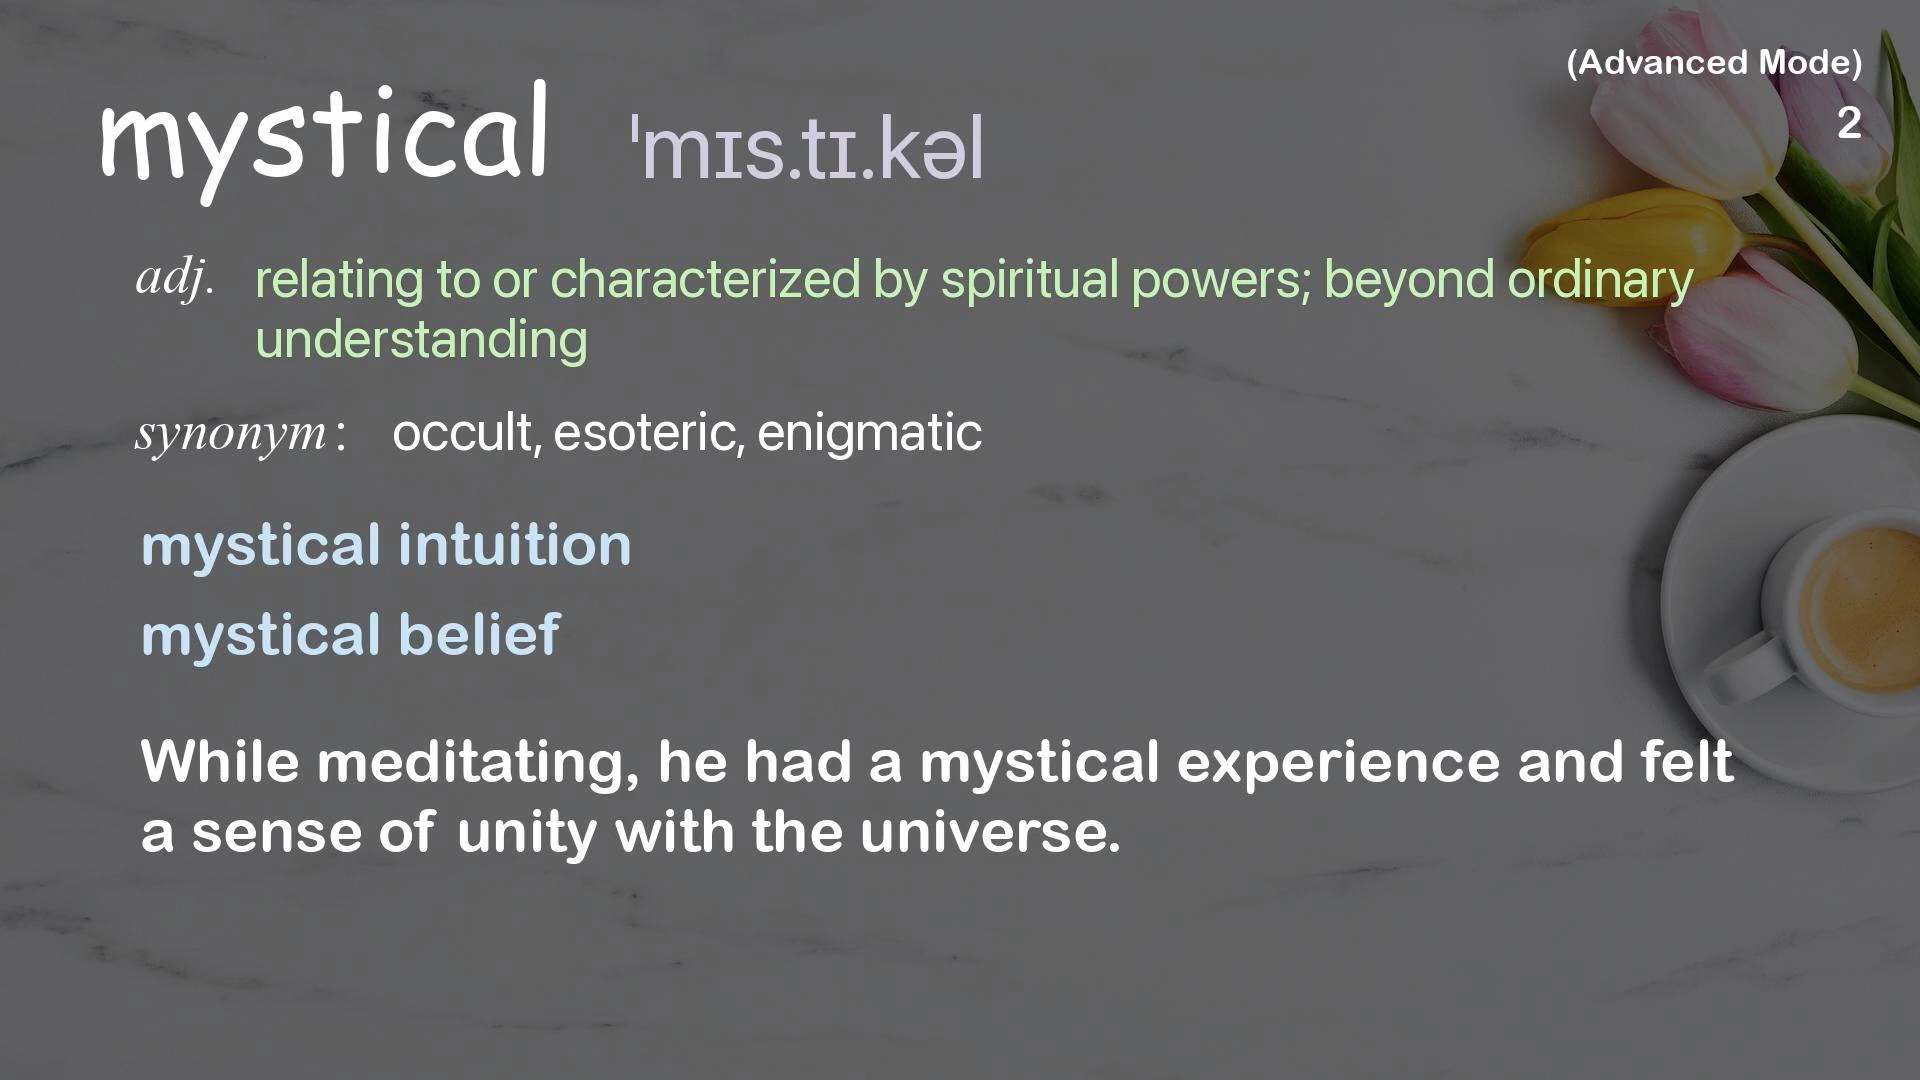 (Advanced Mode)
2
mystical ˈmɪs.tɪ.kəl
adj. relating to or characterized by spiritual powers; beyond ordinary
understanding
synonym: occult, esoteric, enigmatic
mystical intuition
mystical belief
While meditating, he had a mystical experience and felt
a sense of unity with the universe.